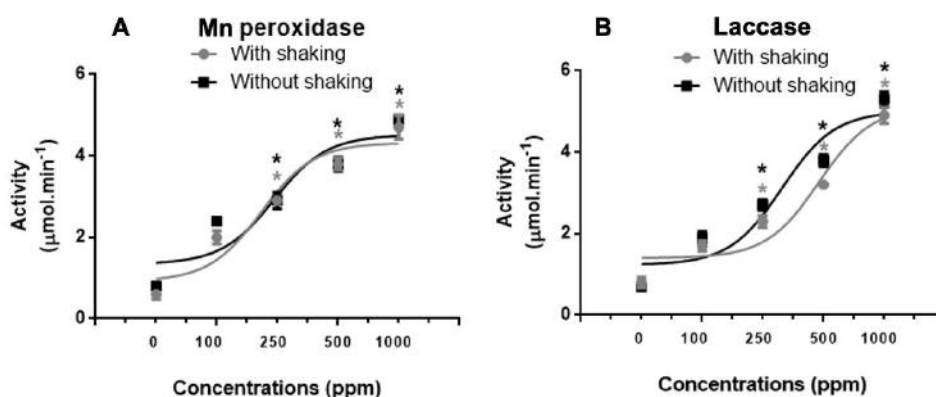 A Mn peroxidase
With shaking
Without shaking
6
4
2
0
Activity
(μmol.min⁻¹)
* *
* *
* *
0 100 250 500 1000
Concentrations (ppm)
B Laccase
With shaking
Without shaking
6
4
2
0
Activity
(μmol.min⁻¹)
* *
* *
* *
0 100 250 500 1000
Concentrations (ppm)